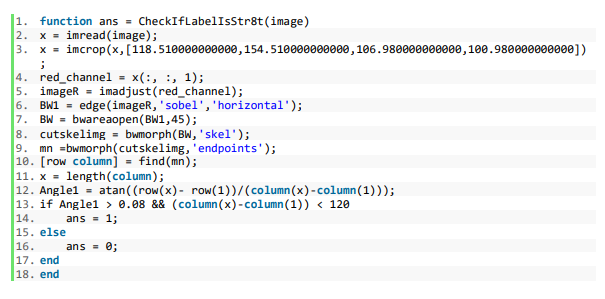 1. function ans = CheckIfLabelIsStr8t(image)
2. x = imread(image);
3. x = imcrop(x,[118.510000000000,154.510000000000,106.980000000000,100.980000000000])
;
4. red_channel = x(:, :, 1);
5. imageR = imadjust(red_channel);
6. BW1 = edge(imageR,'sobel','horizontal');
7. BW = bwareaopen(BW1,45);
8. cutskelimg = bwmorph(BW,'skel');
9. mn =bwmorph(cutskelimg,'endpoints');
10. [row column] = find(mn);
11. x = length(column);
12. Angle1 = atan((row(x)- row(1))/(column(x)-column(1)));
13. if Angle1 > 0.08 && (column(x)-column(1)) < 120
14. ans = 1;
15. else
16. ans = 0;
17. end
18. end